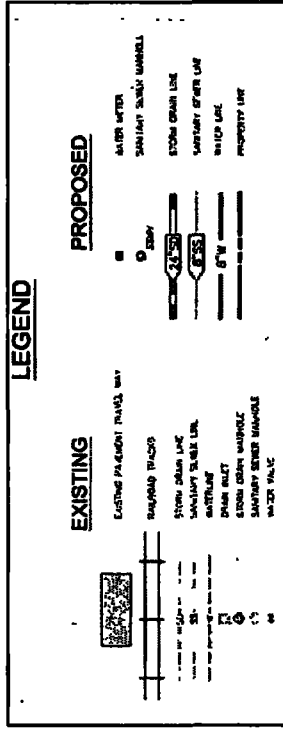 LEGEND
EXISTING
EXISTING PAVEMENT TRAVEL WAY
RAILROAD TRACKS
STORM DRAIN LINE
SANITARY SEWER LINE
SS
WATERLINE
DRAIN INLET
STORM DRAIN MANHOLE
SANITARY SEWER MANHOLE
WATER VALVE
PROPOSED
WATER METER
SANITARY SEWER MANHOLE
STORM DRAIN LINE
24"SD
SANITARY SEWER LINE
8"SS
WATER LINE
8"W
PROPERTY LINE